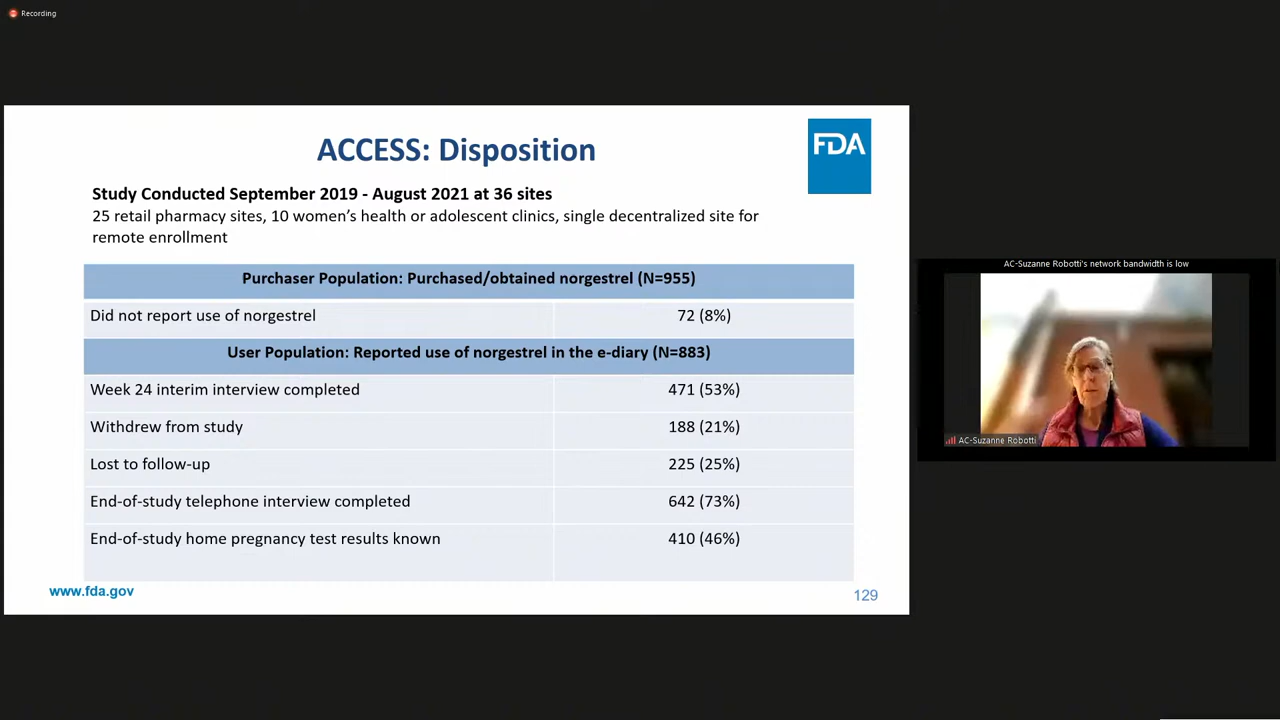 Recording
ACCESS: Disposition
FDA
Study Conducted September 2019 - August 2021 at 36 sites
25 retail pharmacy sites, 10 women's health or adolescent clinics, single decentralized site for
remote enrollment
Purchaser Population: Purchased/obtained norgestrel (N=955)
Did not report use of norgestrel 72 (8%)
User Population: Reported use of norgestrel in the e-diary (N=883)
Week 24 interim interview completed 471 (53%)
Withdrew from study 188 (21%)
Lost to follow-up 225 (25%)
End-of-study telephone interview completed 642 (73%)
End-of-study home pregnancy test results known 410 (46%)
www.fda.gov 129
AC-Suzanne Robotti's network bandwidth is low
AC-Suzanne Robotti